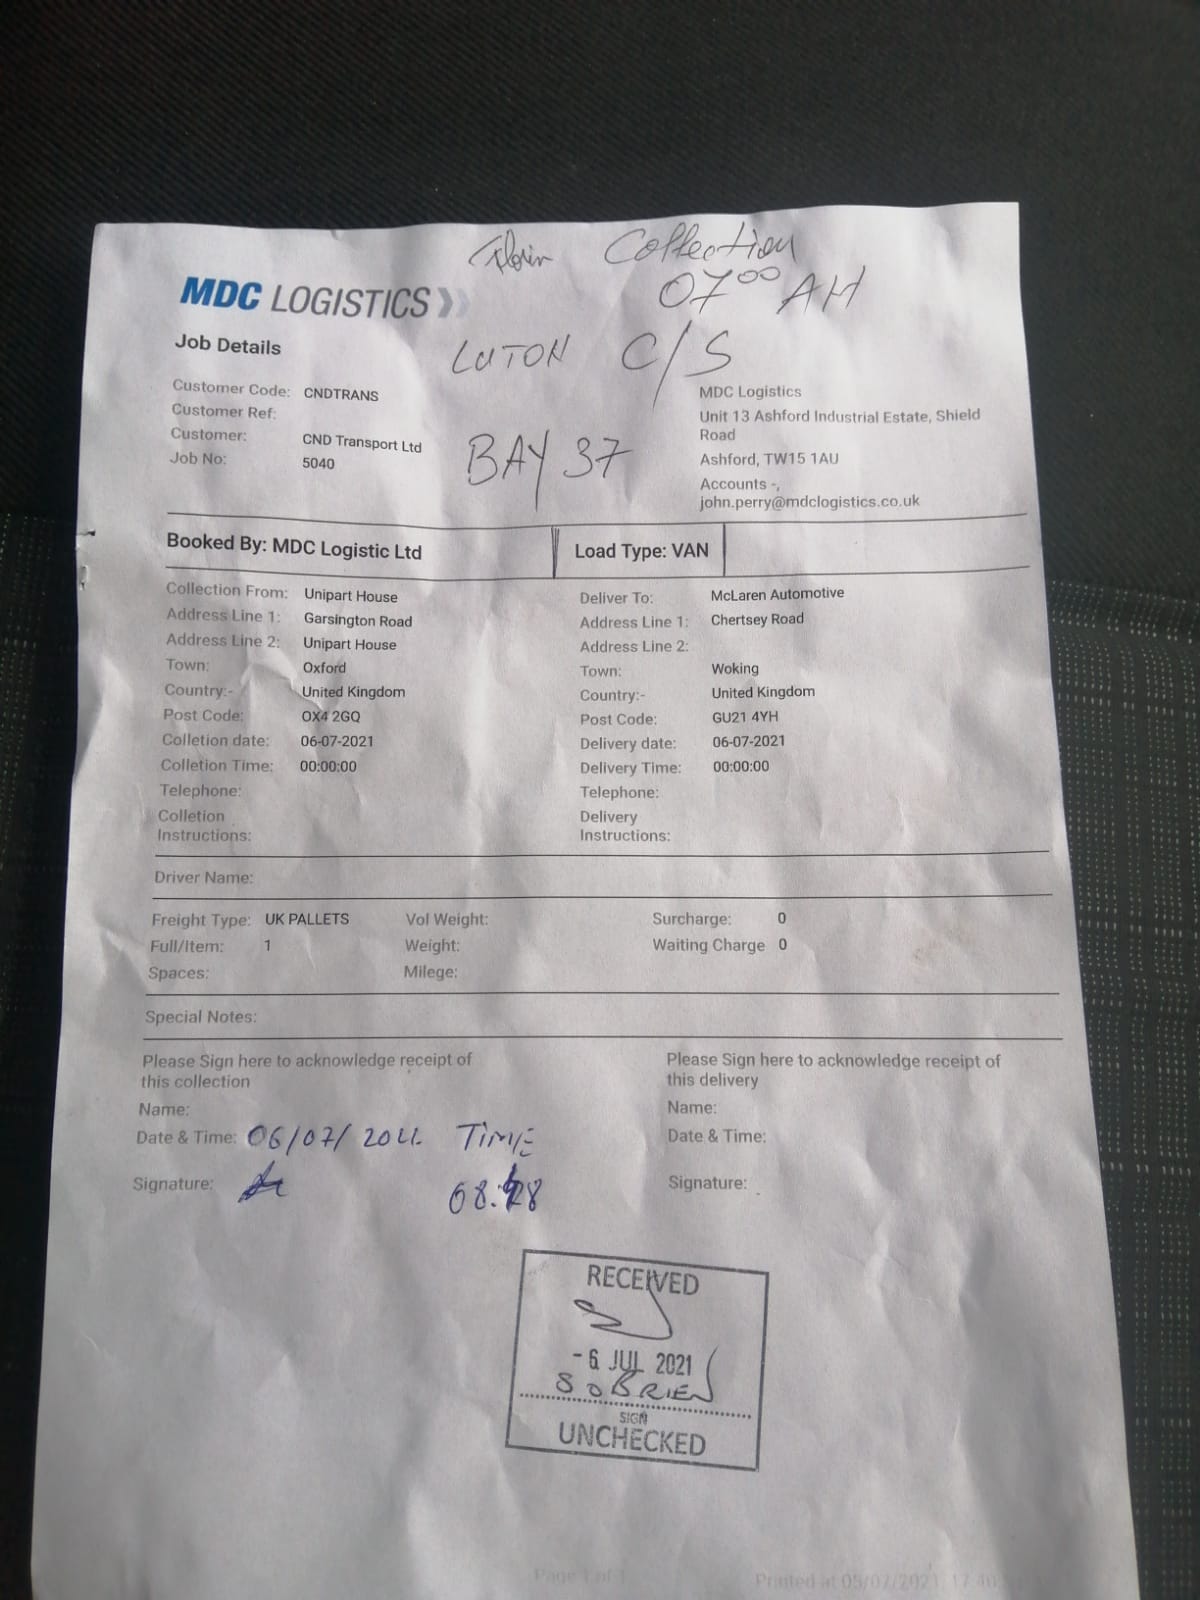 Florin Collection
07⁰⁰ AM
MDC LOGISTICS
LUTON C/S
Job Details
Customer Code: CNDTRANS
Customer Ref:
Customer: CND Transport Ltd
Job No: 5040
BAY 37
MDC Logistics
Unit 13 Ashford Industrial Estate, Shield
Road
Ashford, TW15 1AU
Accounts -,
john.perry@mdclogistics.co.uk
Booked By: MDC Logistic Ltd
Load Type: VAN
Collection From: Unipart House
Address Line 1: Garsington Road
Address Line 2: Unipart House
Town: Oxford
Country:- United Kingdom
Post Code: OX4 2GQ
Colletion date: 06-07-2021
Colletion Time: 00:00:00
Telephone:
Colletion
Instructions:
Deliver To: McLaren Automotive
Address Line 1: Chertsey Road
Address Line 2:
Town: Woking
Country:- United Kingdom
Post Code: GU21 4YH
Delivery date: 06-07-2021
Delivery Time: 00:00:00
Telephone:
Delivery
Instructions:
Driver Name:
Freight Type: UK PALLETS Vol Weight: Surcharge: 0
Full/Item: 1 Weight: Waiting Charge 0
Spaces: Milege:
Special Notes:
Please Sign here to acknowledge receipt of
this collection
Name:
Date & Time: 06/07/2021. TIME
Signature:
Please Sign here to acknowledge receipt of
this delivery
Name:
Date & Time:
Signature:
RECEIVED
-6 JUL 2021
S OBRIEN
SIGN
UNCHECKED
Page 1 of 1
Printed at 05/07/2021, 17:40